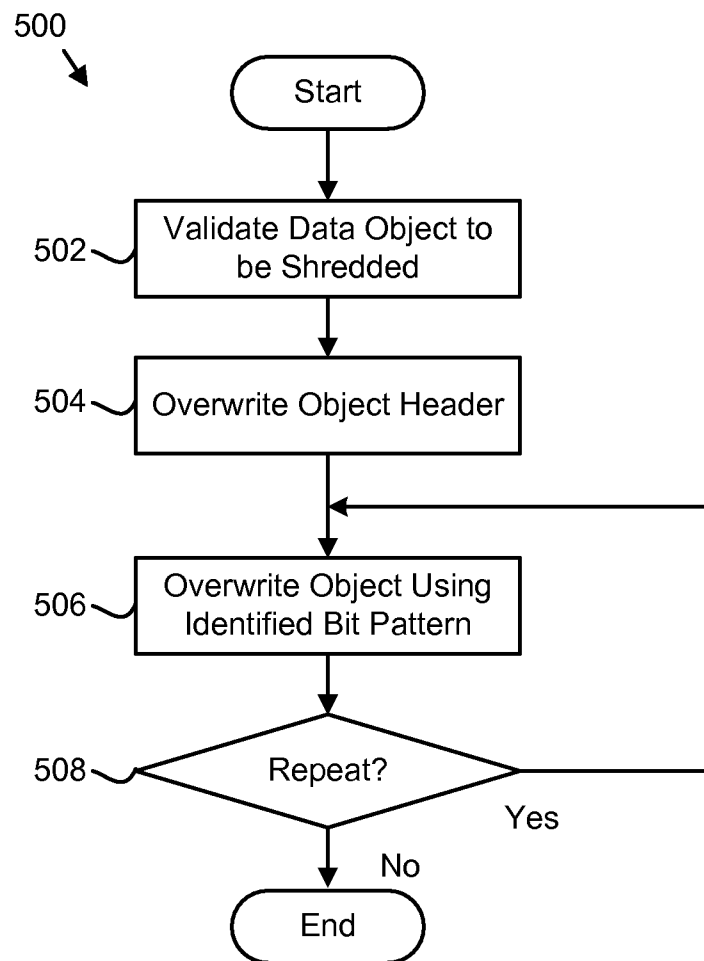 500
Start
502
Validate Data Object to
be Shredded
504
Overwrite Object Header
506
Overwrite Object Using
Identified Bit Pattern
508
Repeat?
Yes
No
End